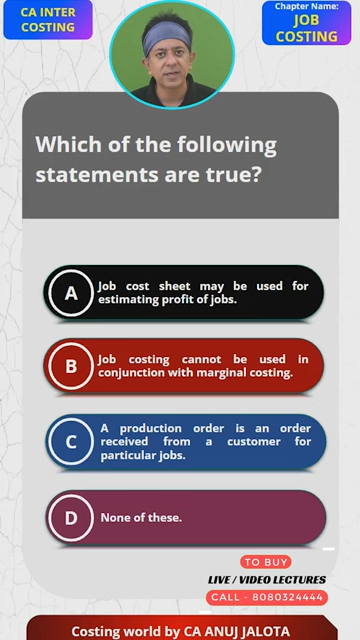 CA INTER
COSTING
Chapter Name:
JOB
COSTING
Which of the following
statements are true?
A
Job cost sheet may be used for
estimating profit of jobs.
B
Job costing cannot be used in
conjunction with marginal costing.
C
A production order is an order
received from a customer for
particular jobs.
D
None of these.
TO BUY
LIVE / VIDEO LECTURES
CALL - 8080324444
Costing world by CA ANUJ JALOTA